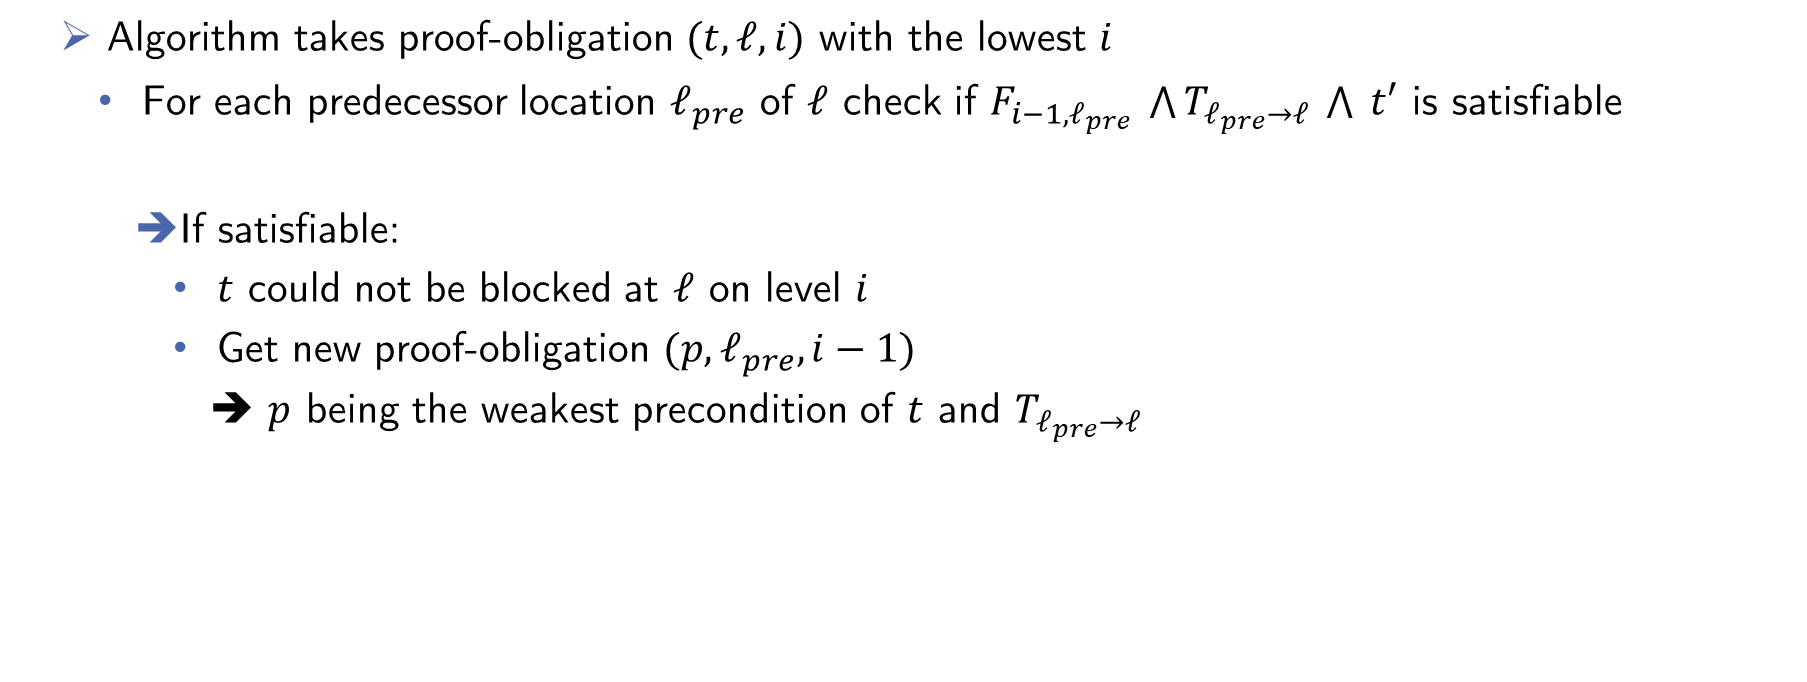 ➢ Algorithm takes proof-obligation (𝑡, ℓ, 𝑖) with the lowest 𝑖
• For each predecessor location ℓ_𝑝𝑟𝑒 of ℓ check if 𝐹_{𝑖−1,ℓ_𝑝𝑟𝑒} ⋀ 𝑇_{ℓ_𝑝𝑟𝑒→ℓ} ⋀ 𝑡′ is satisfiable
➔ If satisfiable:
• 𝑡 could not be blocked at ℓ on level 𝑖
• Get new proof-obligation (𝑝, ℓ_𝑝𝑟𝑒, 𝑖 − 1)
➔ 𝑝 being the weakest precondition of 𝑡 and 𝑇_{ℓ_𝑝𝑟𝑒→ℓ}